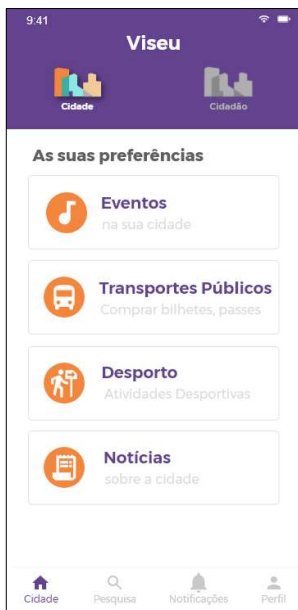 9:41
Viseu
Cidade
Cidadão
As suas preferências
Eventos
na sua cidade
Transportes Públicos
Comprar bilhetes, passes
Desporto
Atividades Desportivas
Notícias
sobre a cidade
Cidade Pesquisa Notificações Perfil